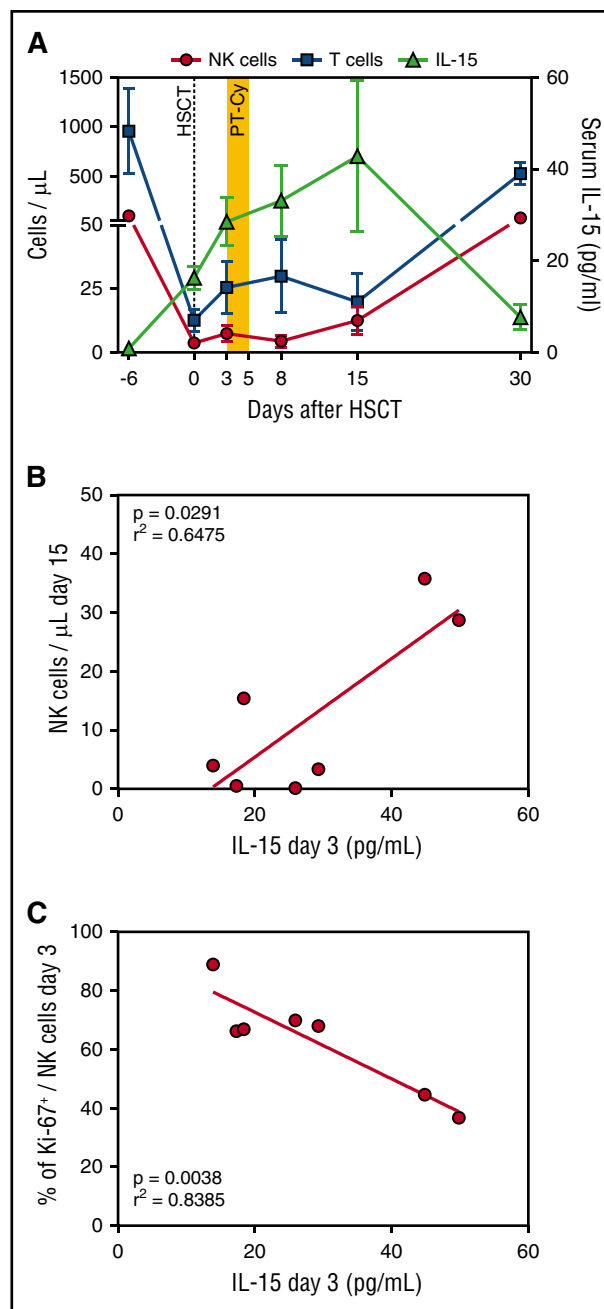 A
NK cells T cells IL-15
1500 60
1000
500 40
50
20
25
0 0
HSCT
PT-Cy
Cells / μL
Serum IL-15 (pg/ml)
-6 0 3 5 8 15 30
Days after HSCT
B
50
40
30
20
10
0
p = 0.0291
r² = 0.6475
NK cells / μL day 15
0 20 40 60
IL-15 day 3 (pg/mL)
C
100
80
60
40
20
0
% of Ki-67⁺ / NK cells day 3
p = 0.0038
r² = 0.8385
0 20 40 60
IL-15 day 3 (pg/mL)